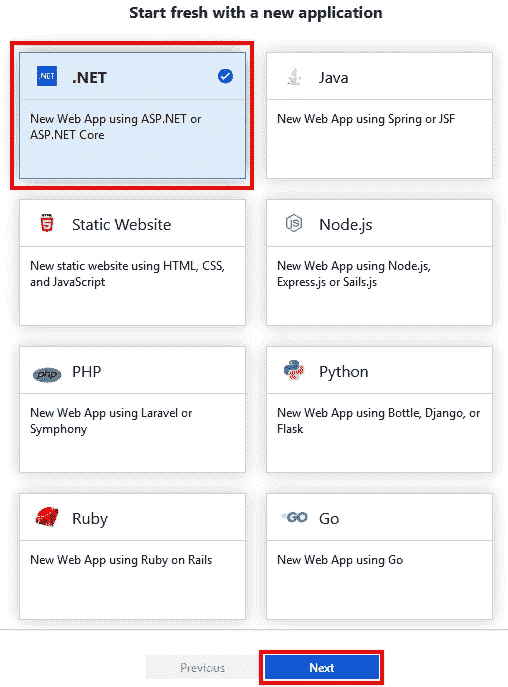 Start fresh with a new application
.NET .NET
New Web App using ASP.NET or
ASP.NET Core
Java
New Web App using Spring or JSF
5 Static Website
New static website using HTML, CSS,
and JavaScript
JS Node.js
New Web App using Node.js,
Express.js or Sails.js
php PHP
New Web App using Laravel or
Symphony
Python
New Web App using Bottle, Django, or
Flask
Ruby
New Web App using Ruby on Rails
GO Go
New Web App using Go
Previous
Next